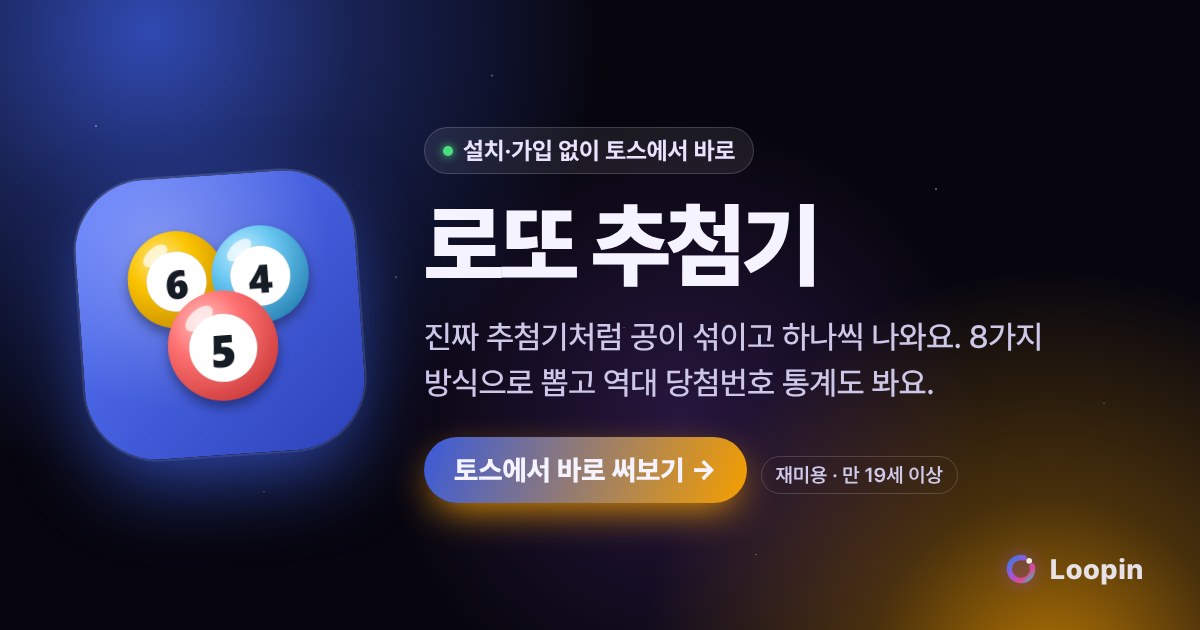 설치·가입 없이 토스에서 바로
로또 추첨기
6
4
5
진짜 추첨기처럼 공이 섞이고 하나씩 나와요. 8가지
방식으로 뽑고 역대 당첨번호 통계도 봐요.
토스에서 바로 써보기 →
재미용 · 만 19세 이상
Loopin